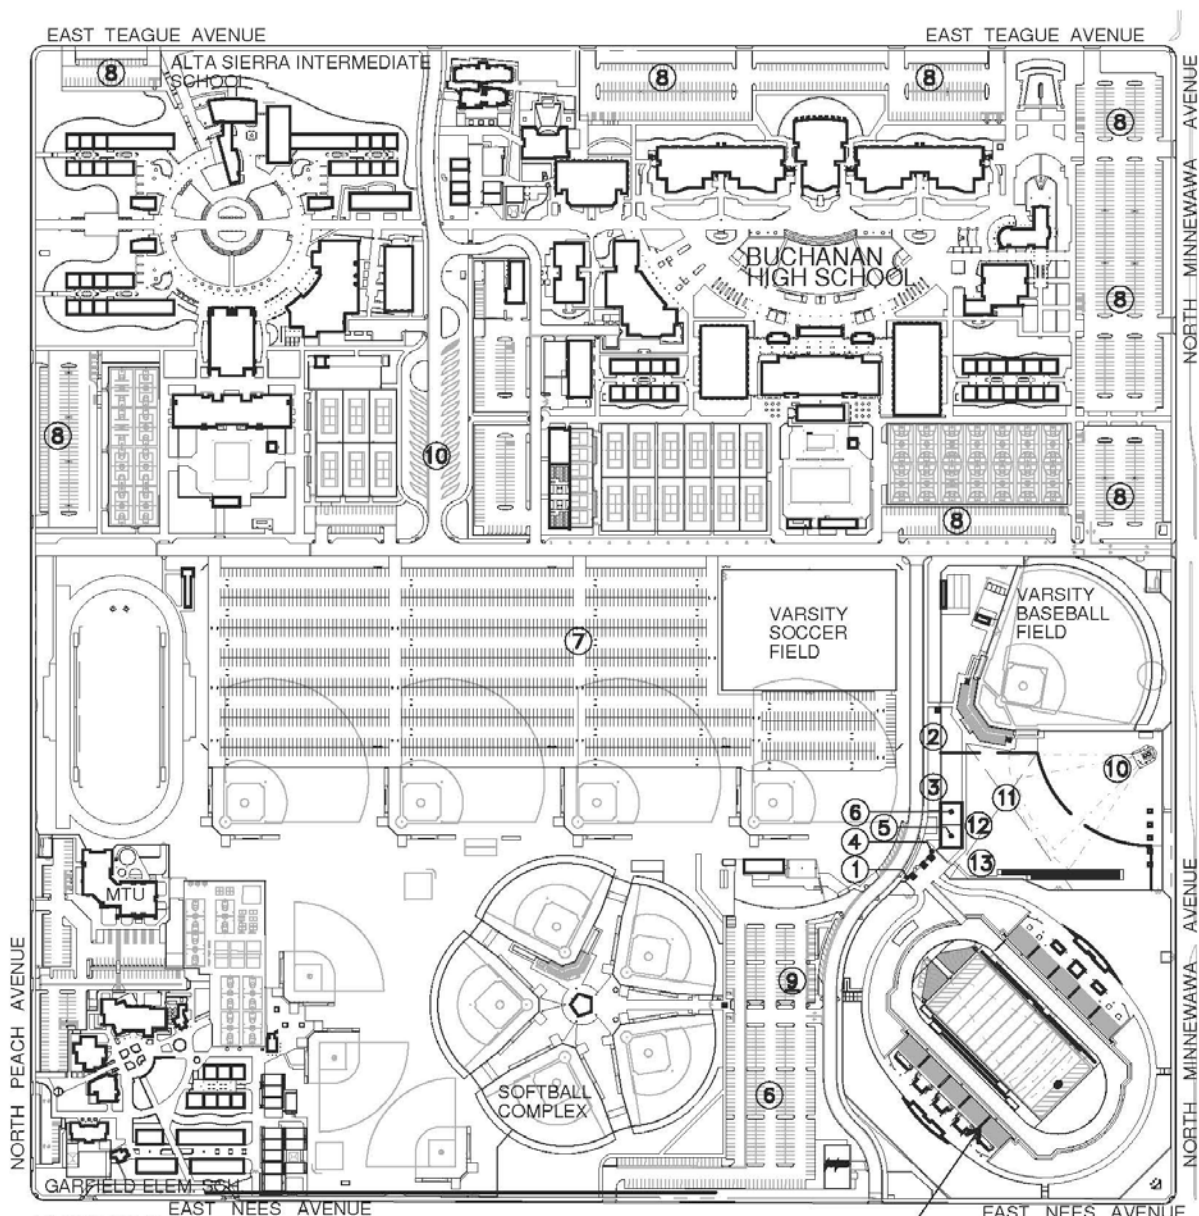 EAST TEAGUE AVENUE
EAST TEAGUE AVENUE
ALTA SIERRA INTERMEDIATE
SCHOOL
8
8
8
8
NORTH MINNEWAWA AVENUE
BUCHANAN
HIGH SCHOOL
8
8
10
8
8
VARSITY
SOCCER
FIELD
VARSITY
BASEBALL
FIELD
7
2
10
3
11
6
5
12
4
1
13
MTU
9
6
SOFTBALL
COMPLEX
NORTH PEACH AVENUE
NORTH MINNEWAWA AVENUE
GARFIELD ELEM. SCH
EAST NEES AVENUE
EAST NEES AVENUE